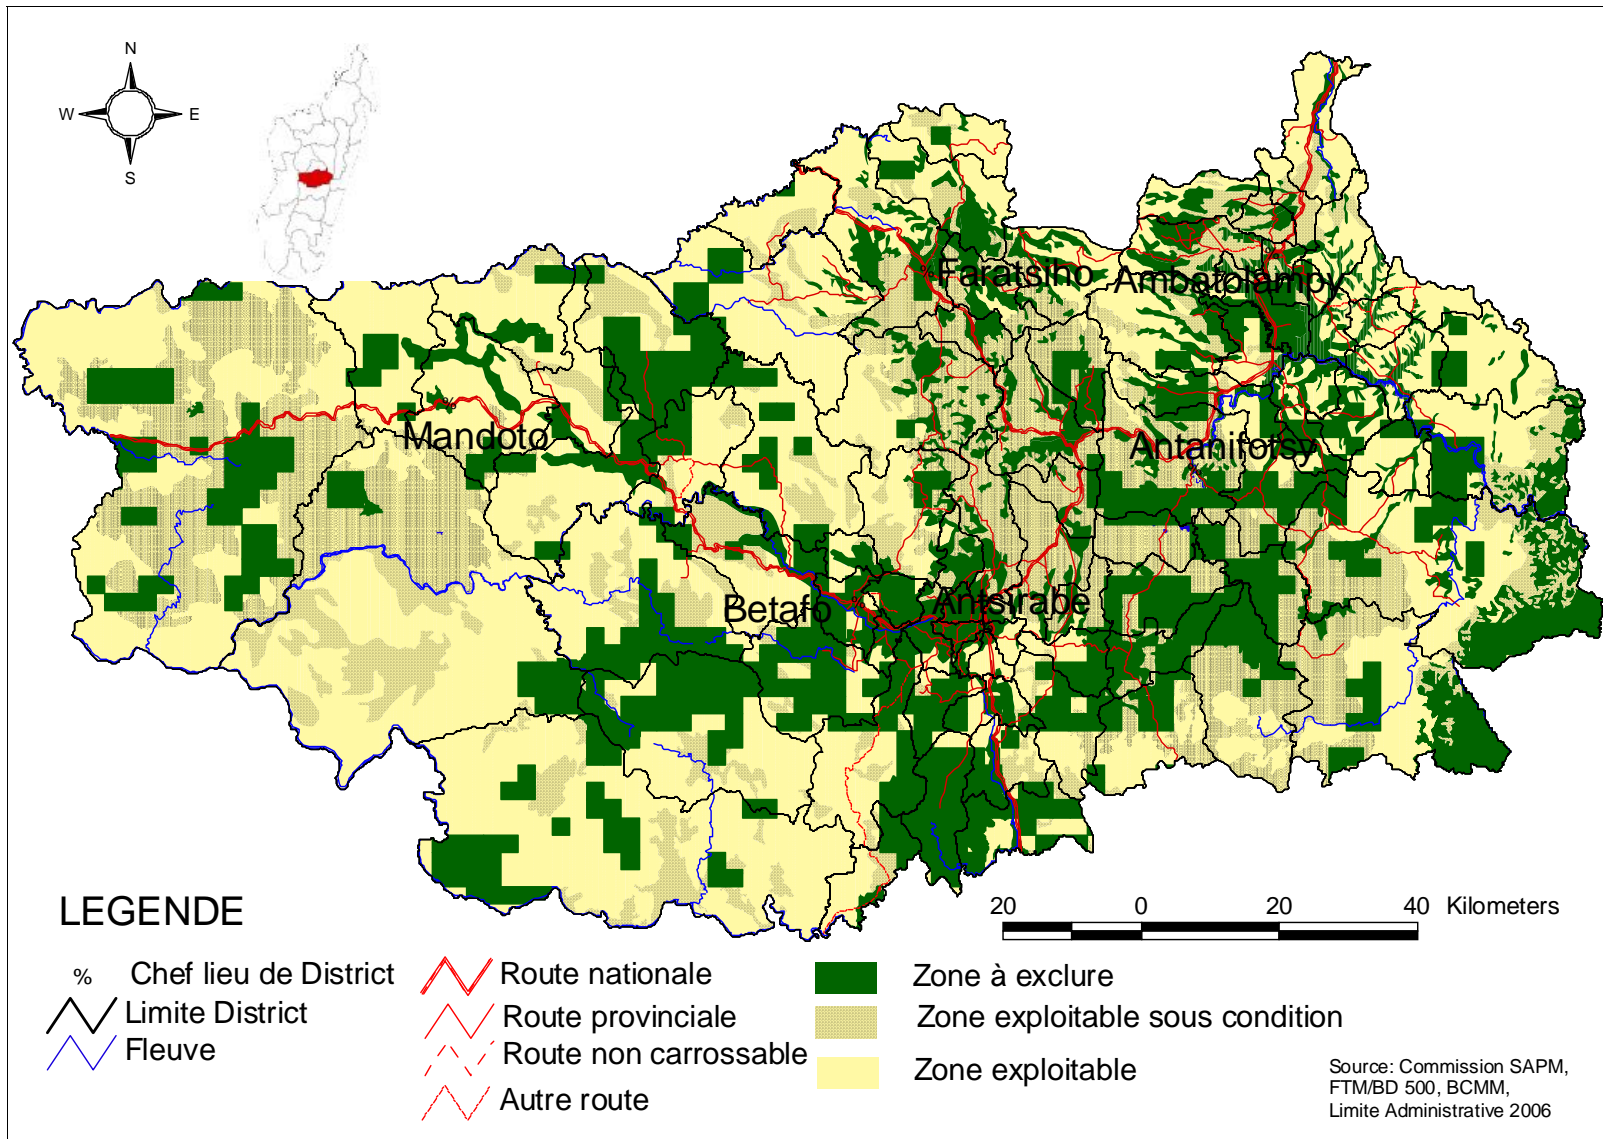 N
W E
S
Faratsiho
Ambatolampy
Mandoto
Antanifotsy
Betafo
Antsirabe
LEGENDE
% Chef lieu de District
Limite District
Fleuve
Route nationale
Route provinciale
Route non carrossable
Autre route
Zone à exclure
Zone exploitable sous condition
Zone exploitable
20 0 20 40 Kilometers
Source: Commission SAPM,
FTM/BD 500, BCMM,
Limite Administrative 2006